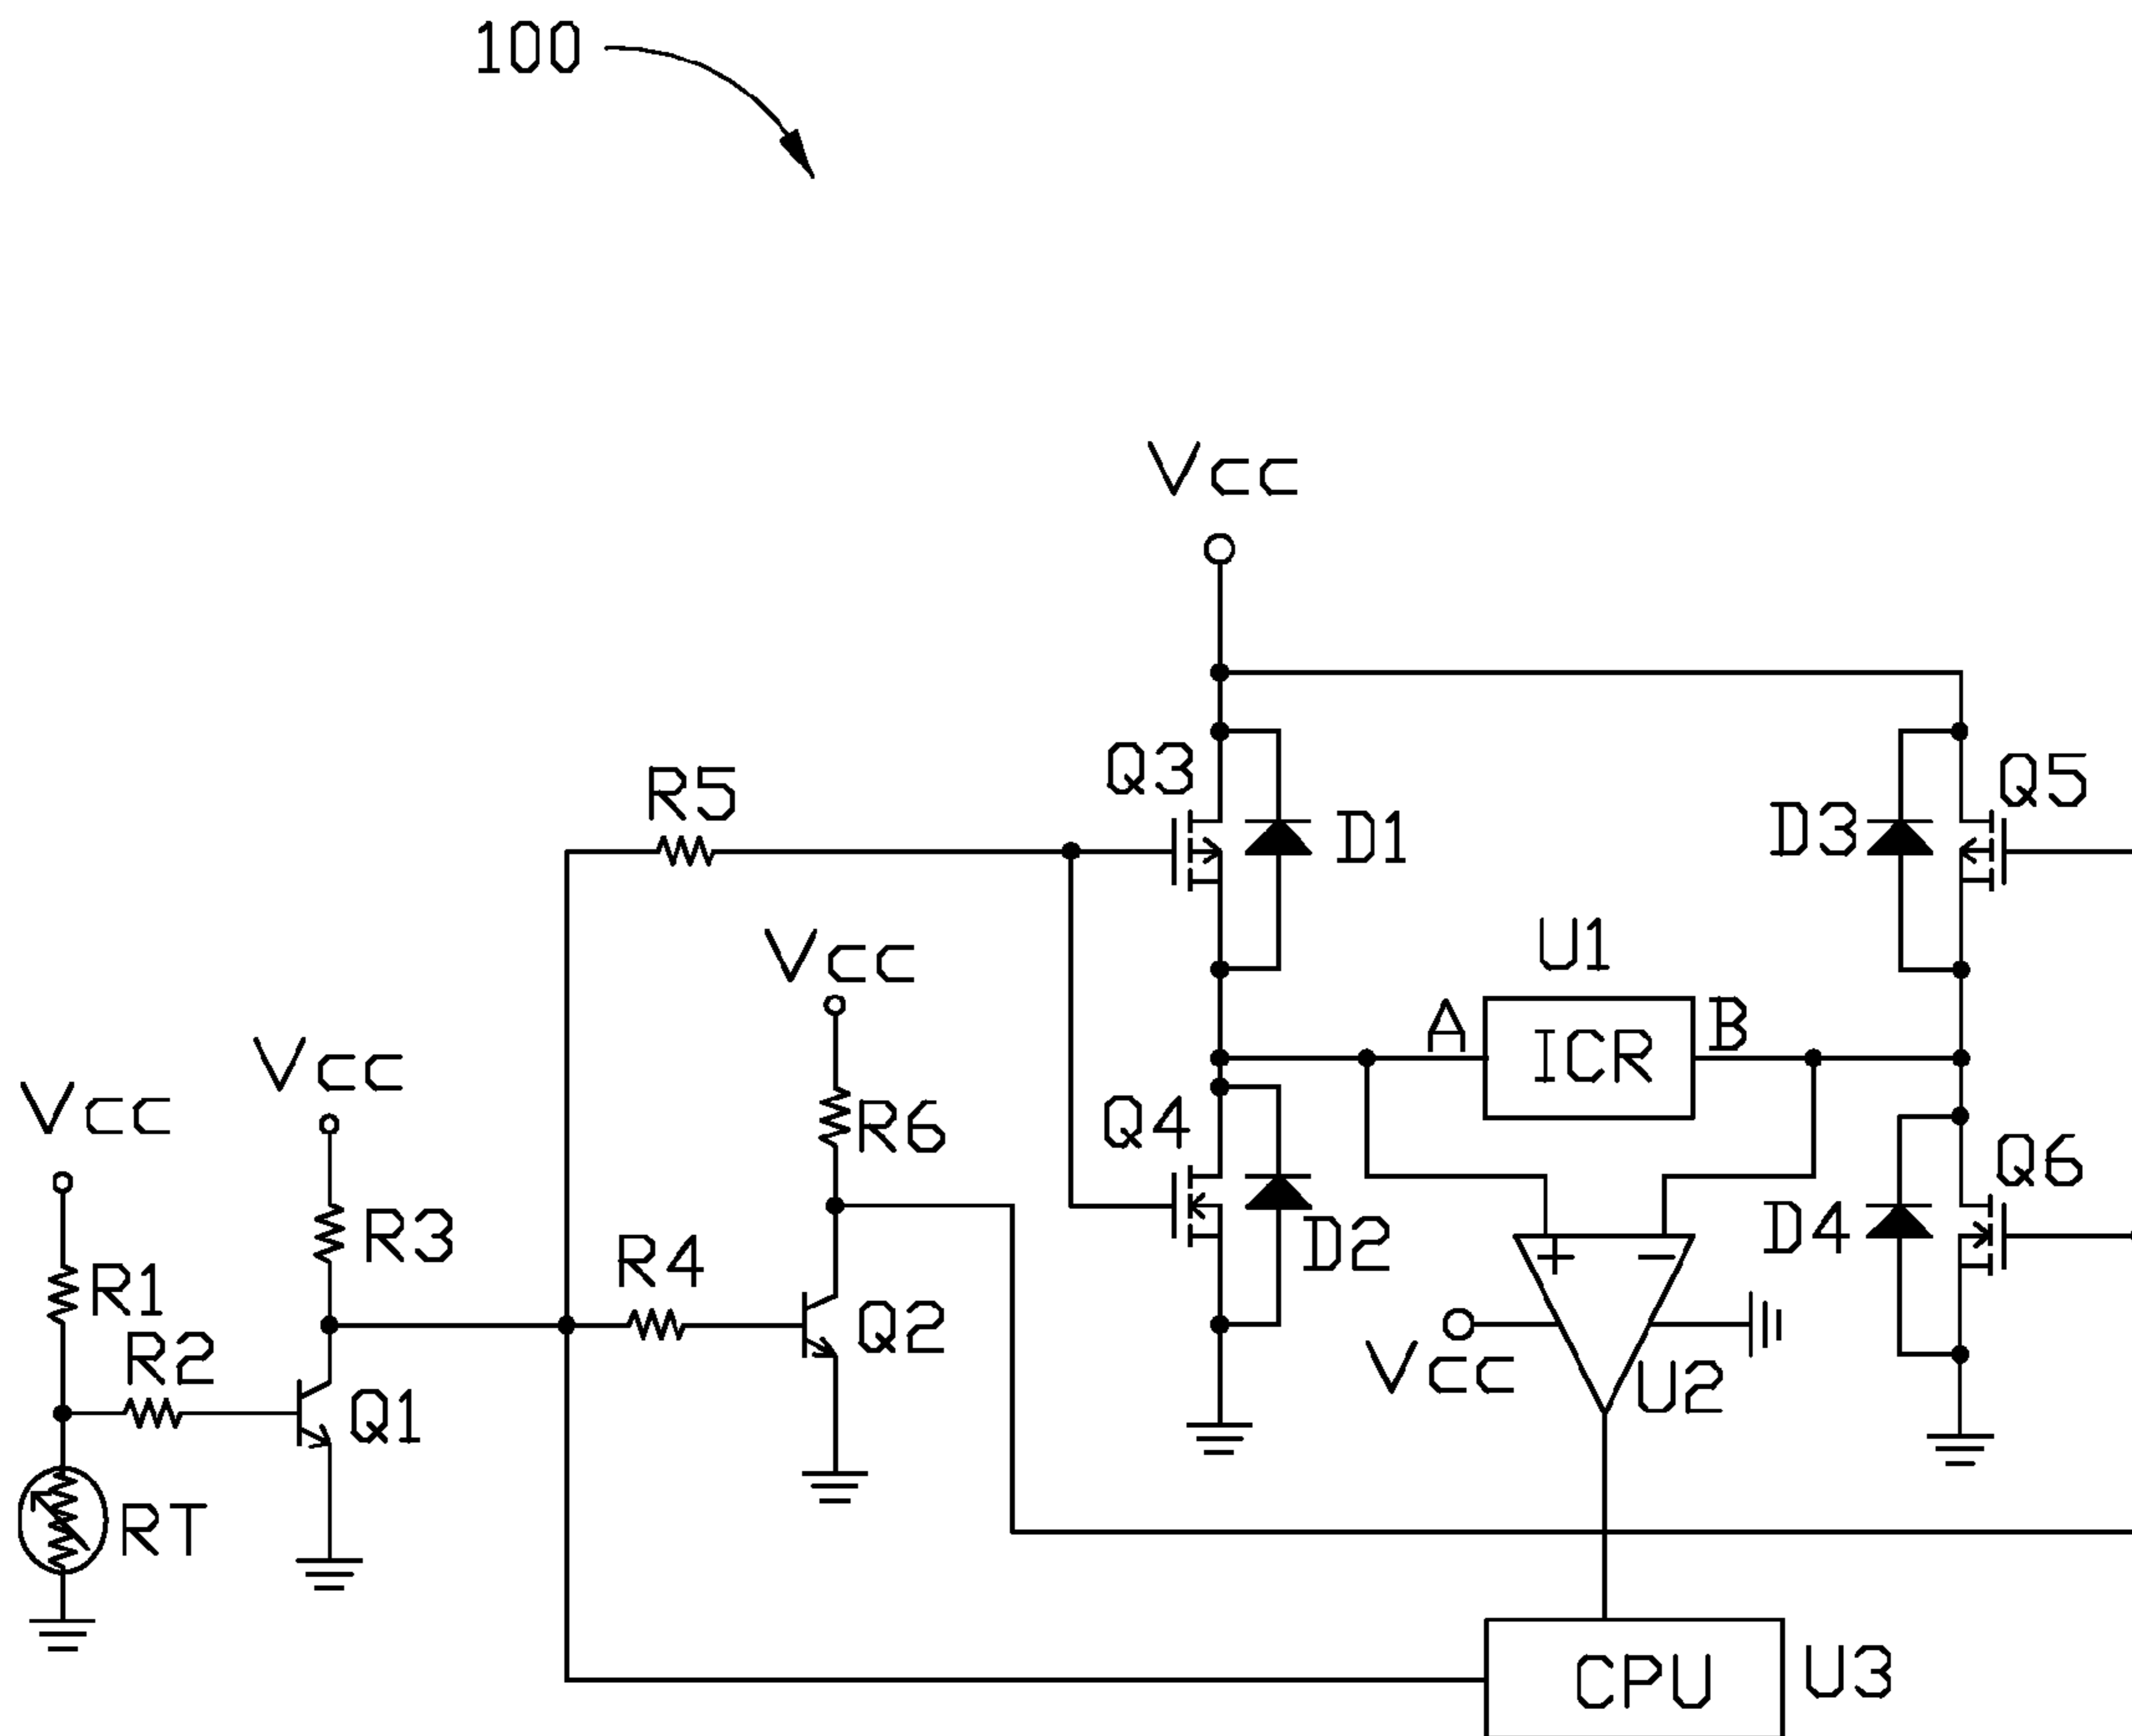 100
Vcc
Q3
Q5
R5
D3
D1
U1
Vcc
A
B
ICR
Vcc
Vcc
Q4
R6
Q6
R3
D4
R4
D2
R1
Q2
R2
Vcc
U2
Q1
RT
CPU
U3